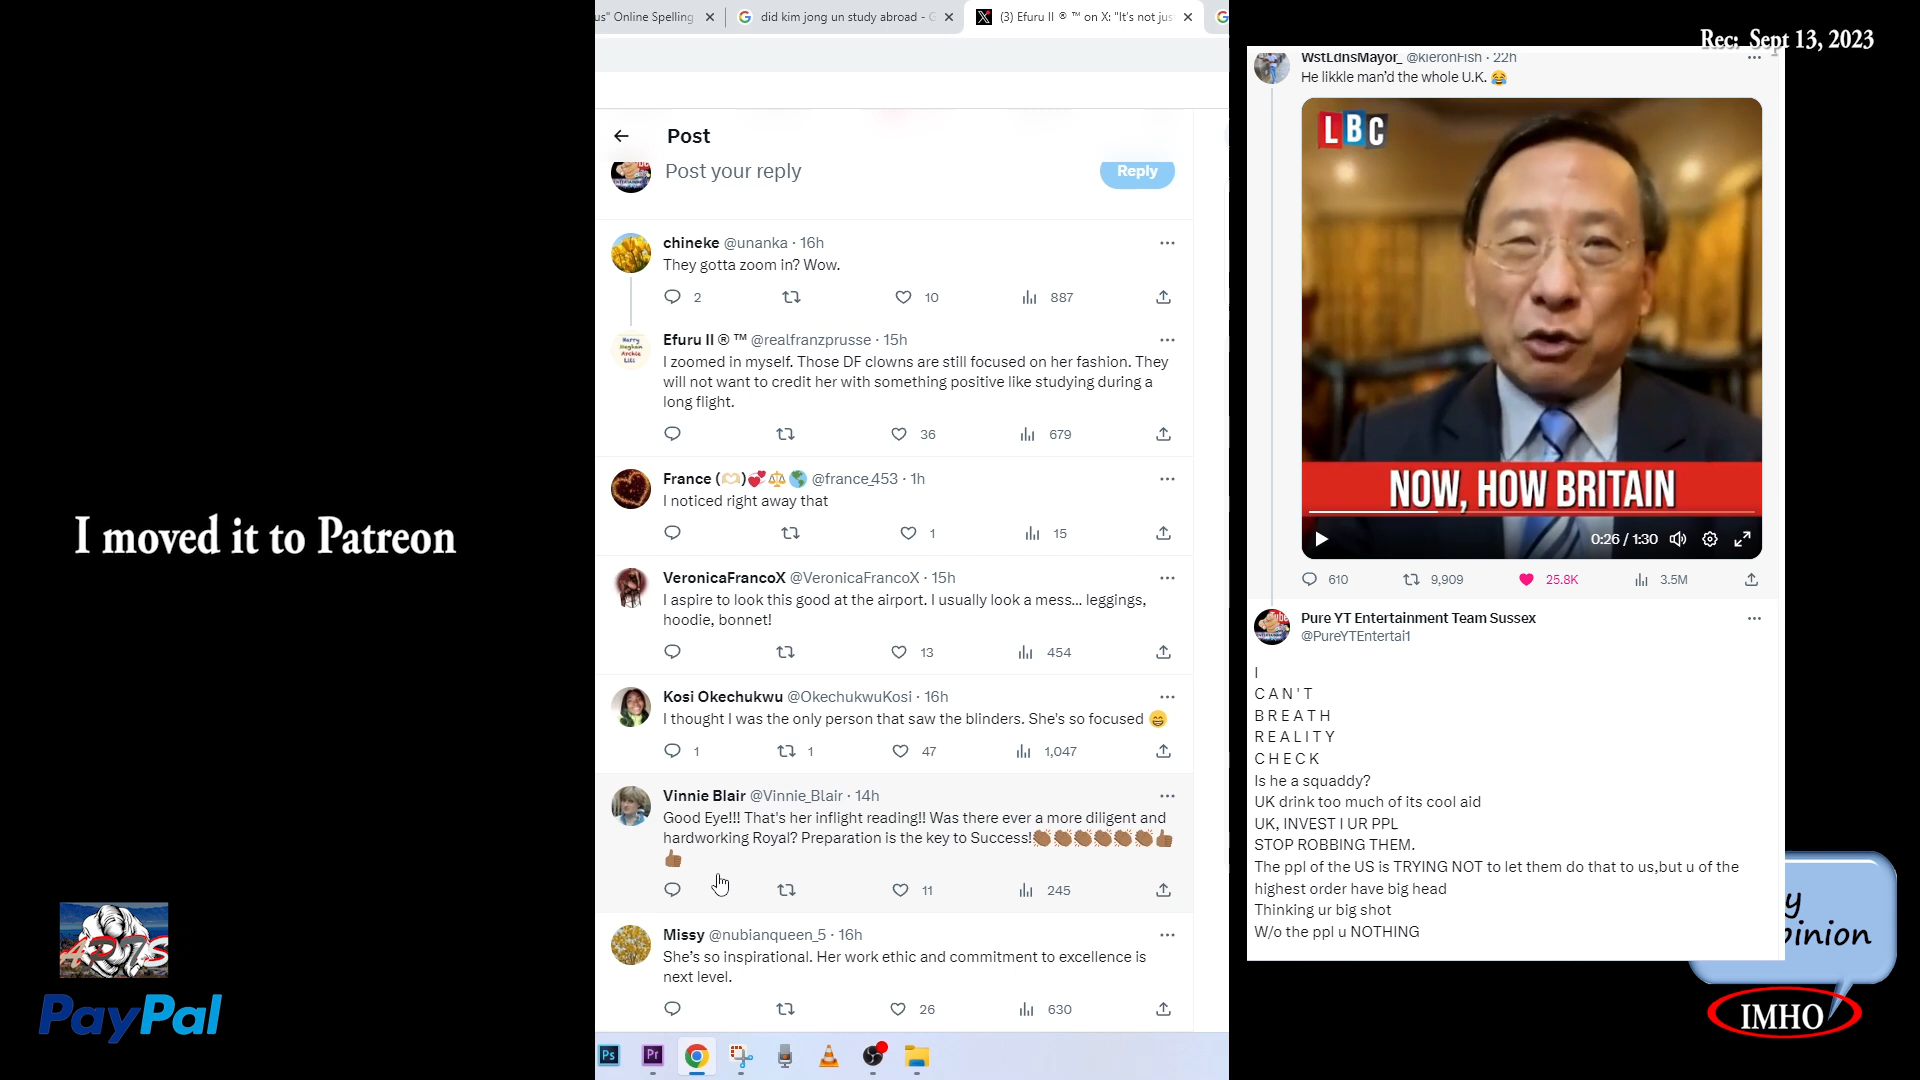 us" Online Spelling
did kim jong un study abroad - G
(3) Efuru II ® ™ on X: "It's not jus
Rec: Sept 13, 2023
I moved it to Patreon
PayPal
Post
Post your reply
Reply
chineke @unanka · 16h
They gotta zoom in? Wow.
2
10
887
Efuru II ® ™ @realfranzprusse · 15h
I zoomed in myself. Those DF clowns are still focused on her fashion. They
will not want to credit her with something positive like studying during a
long flight.
36
679
France (🫶🏻)💞⚖️🌎 @france_453 · 1h
I noticed right away that
1
15
VeronicaFrancoX @VeronicaFrancoX · 15h
I aspire to look this good at the airport. I usually look a mess... leggings,
hoodie, bonnet!
13
454
Kosi Okechukwu @OkechukwuKosi · 16h
I thought I was the only person that saw the blinders. She's so focused 😁
1
1
47
1,047
Vinnie Blair @Vinnie_Blair · 14h
Good Eye!!! That's her inflight reading!! Was there ever a more diligent and
hardworking Royal? Preparation is the key to Success!👏🏾👏🏾👏🏾👏🏾👏🏾👏🏾👍🏾
👍🏾
11
245
Missy @nubianqueen_5 · 16h
She's so inspirational. Her work ethic and commitment to excellence is
next level.
26
630
Ps
Pr
WstLdnsMayor_ @kieronFish · 22h
He likkle man'd the whole U.K. 😂
LBC
NOW, HOW BRITAIN
0:26 / 1:30
610
9,909
25.8K
3.5M
Pure YT Entertainment Team Sussex
@PureYTEntertai1
I
C A N ' T
B R E A T H
R E A L I T Y
C H E C K
Is he a squaddy?
UK drink too much of its cool aid
UK, INVEST I UR PPL
STOP ROBBING THEM.
The ppl of the US is TRYING NOT to let them do that to us,but u of the
highest order have big head
Thinking ur big shot
W/o the ppl u NOTHING
y
pinion
IMHO